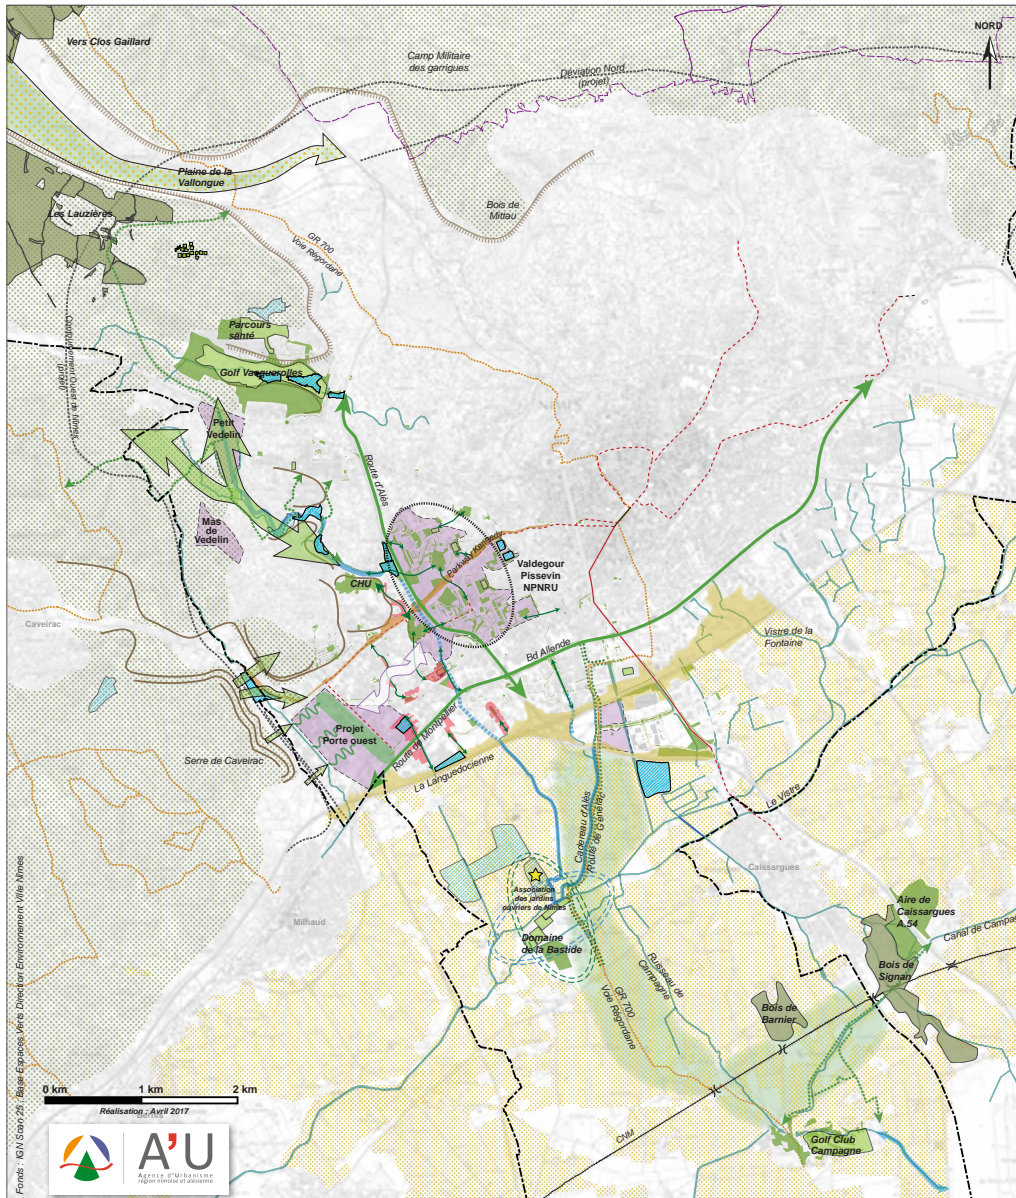 Vers Clos Gaillard
NORD
Camp Militaire
des garrigues
Déviation Nord
(projet)
Plaine de la
Vallongue
Bois de
Mittau
Les Lauzières
GR 700
Voie Régordane
Contournement Ouest de Nîmes
(projet)
Parcours
santé
Golf Vacquerolles
NIMES
Petit
Vedelin
Route d'Alès
Mas
de
Vedelin
Parkway Kennedy
Valdegour
Pissevin
NPNRU
CHU
Caveirac
Bd Allende
Vistre de la
Fontaine
Projet
Porte ouest
Route de Montpellier
Serre de Caveirac
La Languedocienne
Le Vistre
Cadereau d'Alès
Route de Générac
Caissargues
Association
des jardins
ouvriers de Nîmes
Aire de
Caissargues
A.54
Milhaud
Canal de Campag
Domaine
de la Bastide
Bois de
Signan
Ruisseau de
Campagne
GR 700
Voie Régordane
Bois de
Barnier
0 km
1 km
2 km
Réalisation : Avril 2017
CNM
Golf Club
Campagne
A'U
Agence d'Urbanisme
région nîmoise et alésienne
Fonds : IGN Scan 25 ; Base Espaces Verts Direction Environnement Ville Nîmes